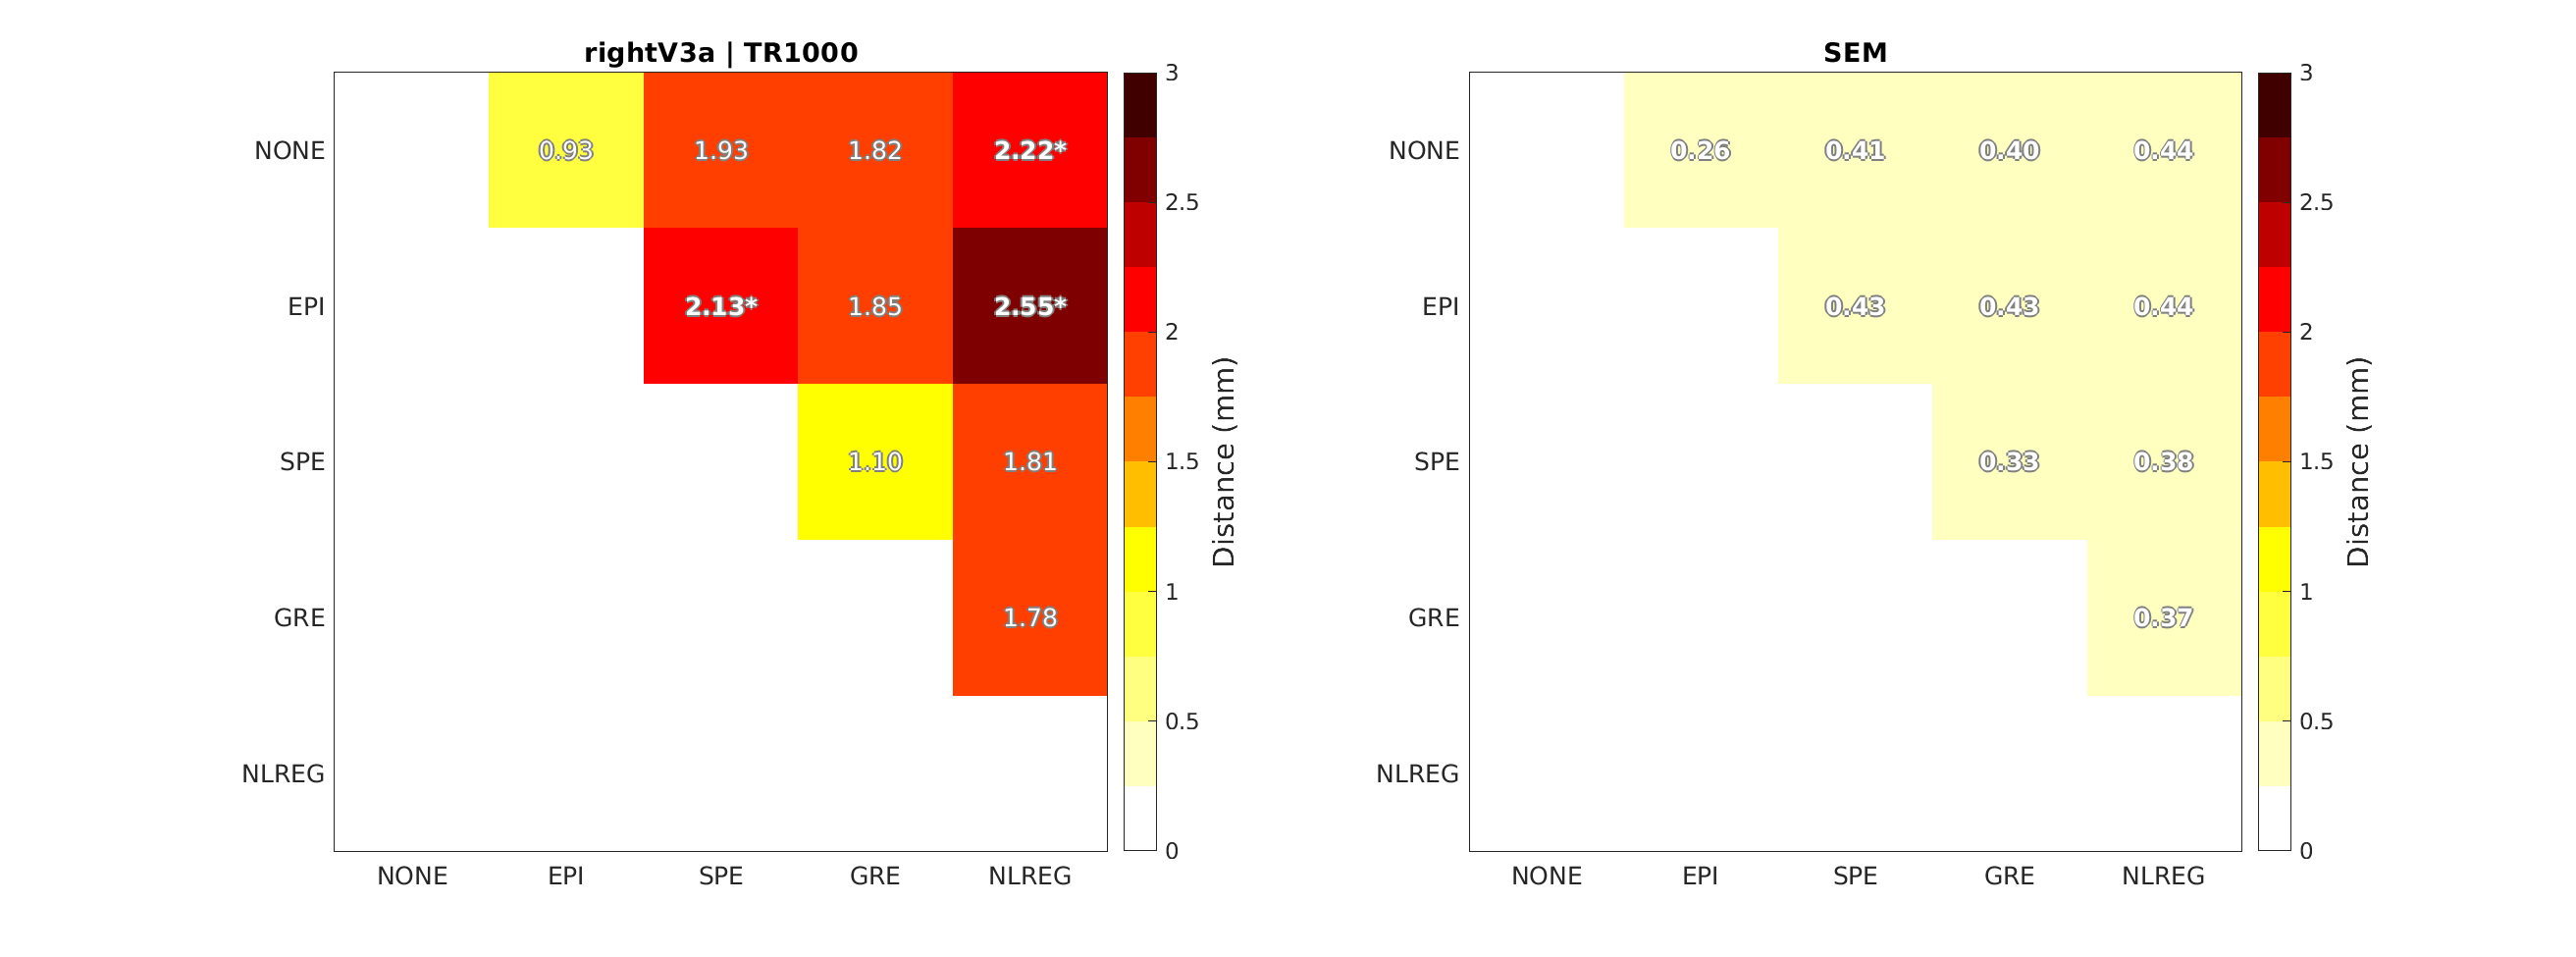 rightV3a | TR1000
NONE 0.93 1.93 1.82 2.22*
EPI 2.13* 1.85 2.55*
SPE 1.10 1.81
GRE 1.78
NLREG
NONE EPI SPE GRE NLREG
3
2.5
2
1.5
1
0.5
0
Distance (mm)
SEM
NONE 0.26 0.41 0.40 0.44
EPI 0.43 0.43 0.44
SPE 0.33 0.38
GRE 0.37
NLREG
NONE EPI SPE GRE NLREG
3
2.5
2
1.5
1
0.5
0
Distance (mm)